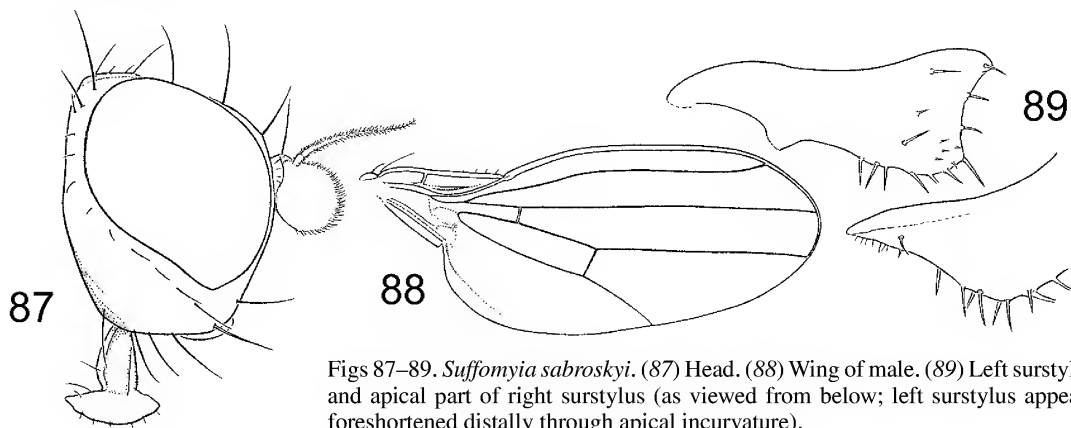 87
88
89
Figs 87–89. Suffomyia sabroskyi. (87) Head. (88) Wing of male. (89) Left surstyl
and apical part of right surstylus (as viewed from below; left surstylus appea
foreshortened distally through apical incurvature).